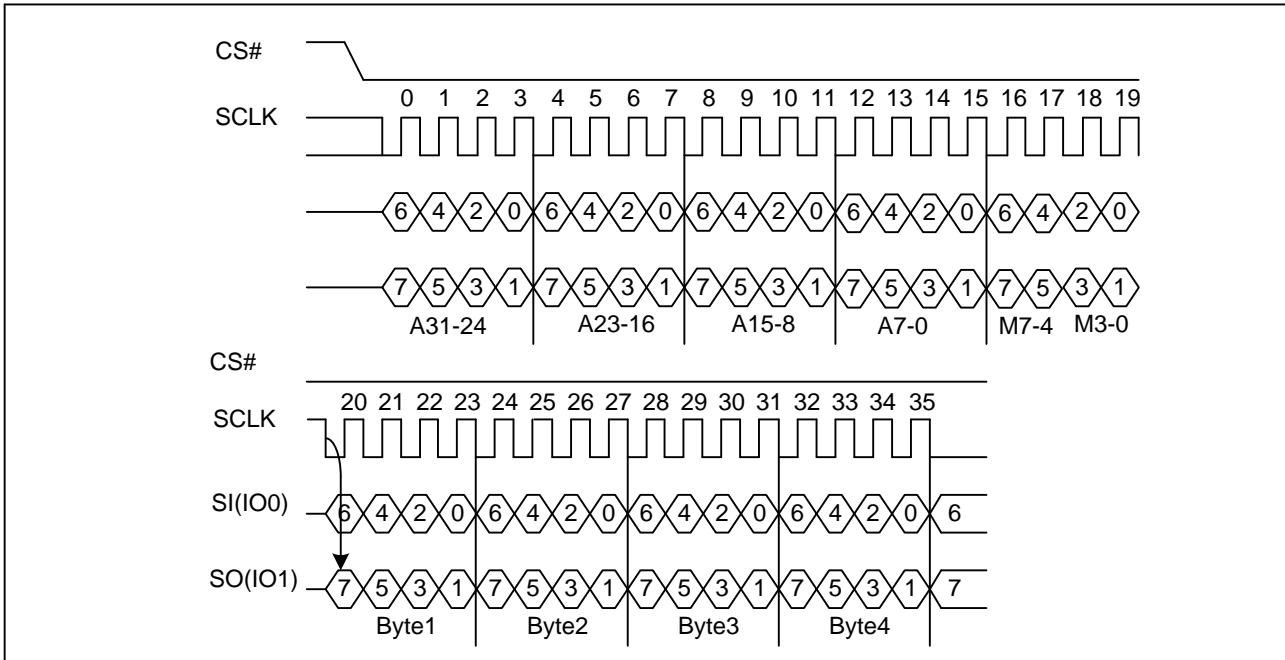 CS#
0 1 2 3 4 5 6 7 8 9 10 11 12 13 14 15 16 17 18 19
SCLK
6 4 2 0 6 4 2 0 6 4 2 0 6 4 2 0 6 4 2 0
7 5 3 1 7 5 3 1 7 5 3 1 7 5 3 1 7 5 3 1
A31-24 A23-16 A15-8 A7-0 M7-4 M3-0
CS#
20 21 22 23 24 25 26 27 28 29 30 31 32 33 34 35
SCLK
SI(IO0) 6 4 2 0 6 4 2 0 6 4 2 0 6 4 2 0 6
SO(IO1) 7 5 3 1 7 5 3 1 7 5 3 1 7 5 3 1 7
Byte1 Byte2 Byte3 Byte4